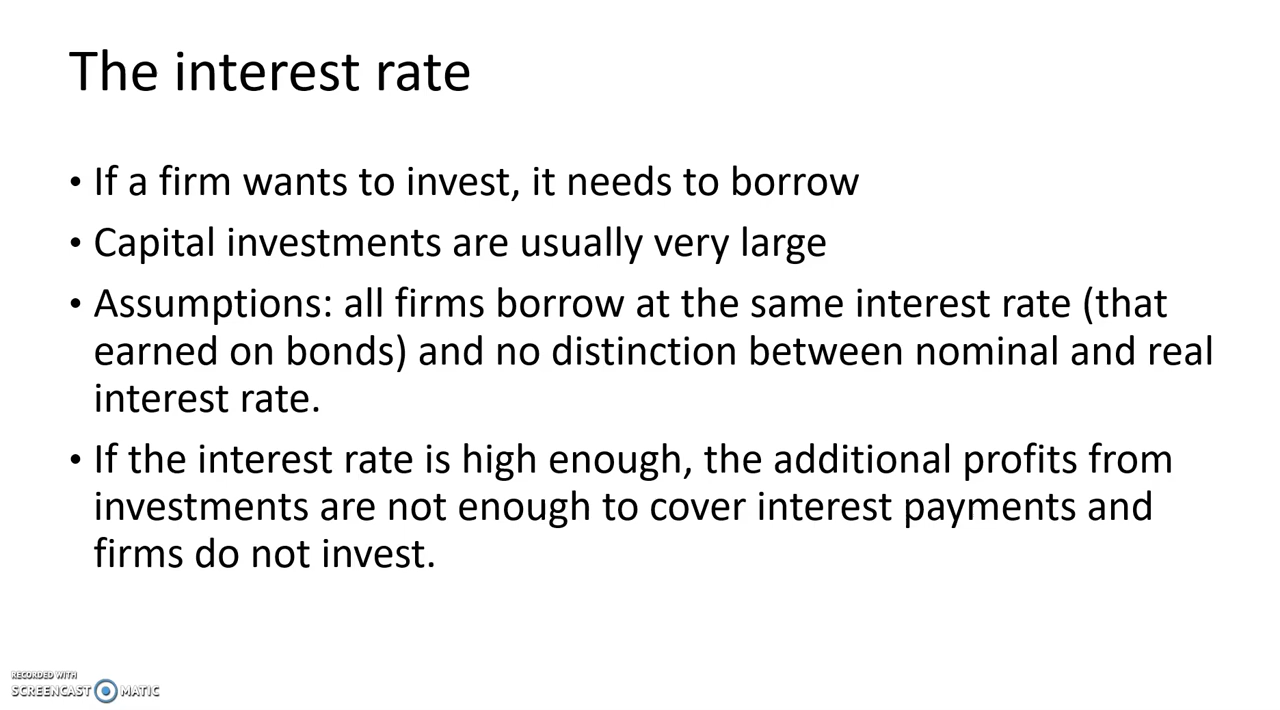 The interest rate
• If a firm wants to invest, it needs to borrow
• Capital investments are usually very large
• Assumptions: all firms borrow at the same interest rate (that
earned on bonds) and no distinction between nominal and real
interest rate.
• If the interest rate is high enough, the additional profits from
investments are not enough to cover interest payments and
firms do not invest.
RECORDED WITH
SCREENCAST MATIC